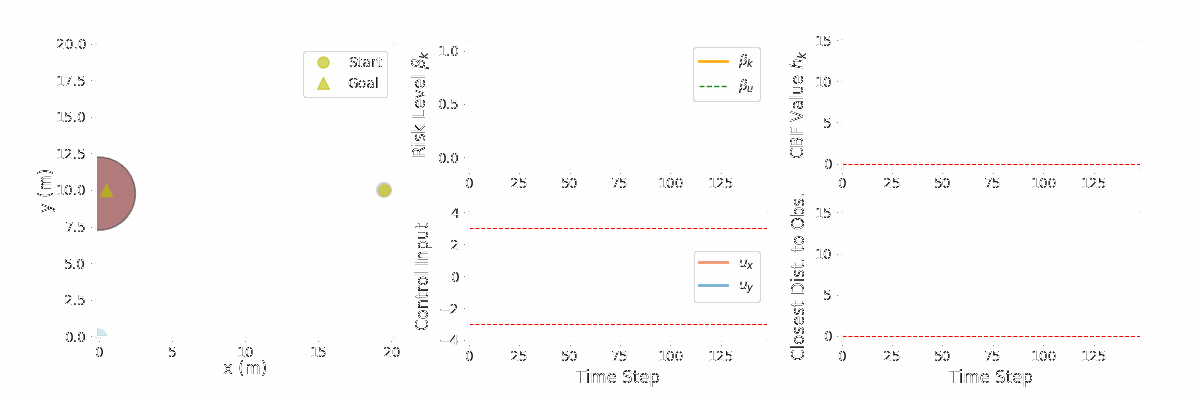 20.0
17.5
15.0
12.5
10.0
7.5
5.0
2.5
0.0
y (m)
0 5 10 15 20
x (m)
Start
Goal
1.0
0.5
0.0
Risk Level β̄ₖ
β̄ₖ
β̄ᵤ
0 25 50 75 100 125
4
2
0
−2
−4
Control Input
uₓ
u_y
0 25 50 75 100 125
Time Step
15
10
5
0
CBF Value hₖ
0 25 50 75 100 125
15
10
5
0
Closest Dist. to Obs.
0 25 50 75 100 125
Time Step